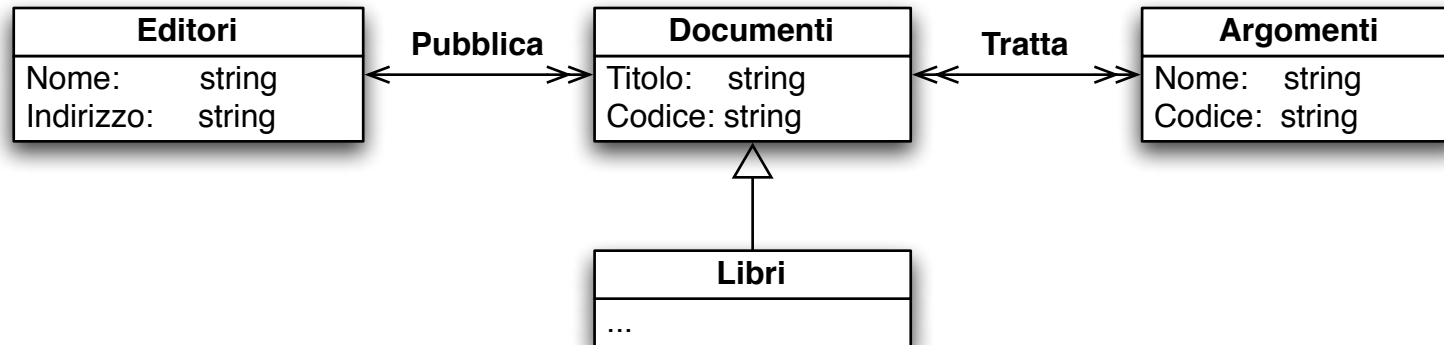 Editori
Nome: string
Indirizzo: string
Pubblica
Documenti
Titolo: string
Codice: string
Tratta
Argomenti
Nome: string
Codice: string
Libri
...